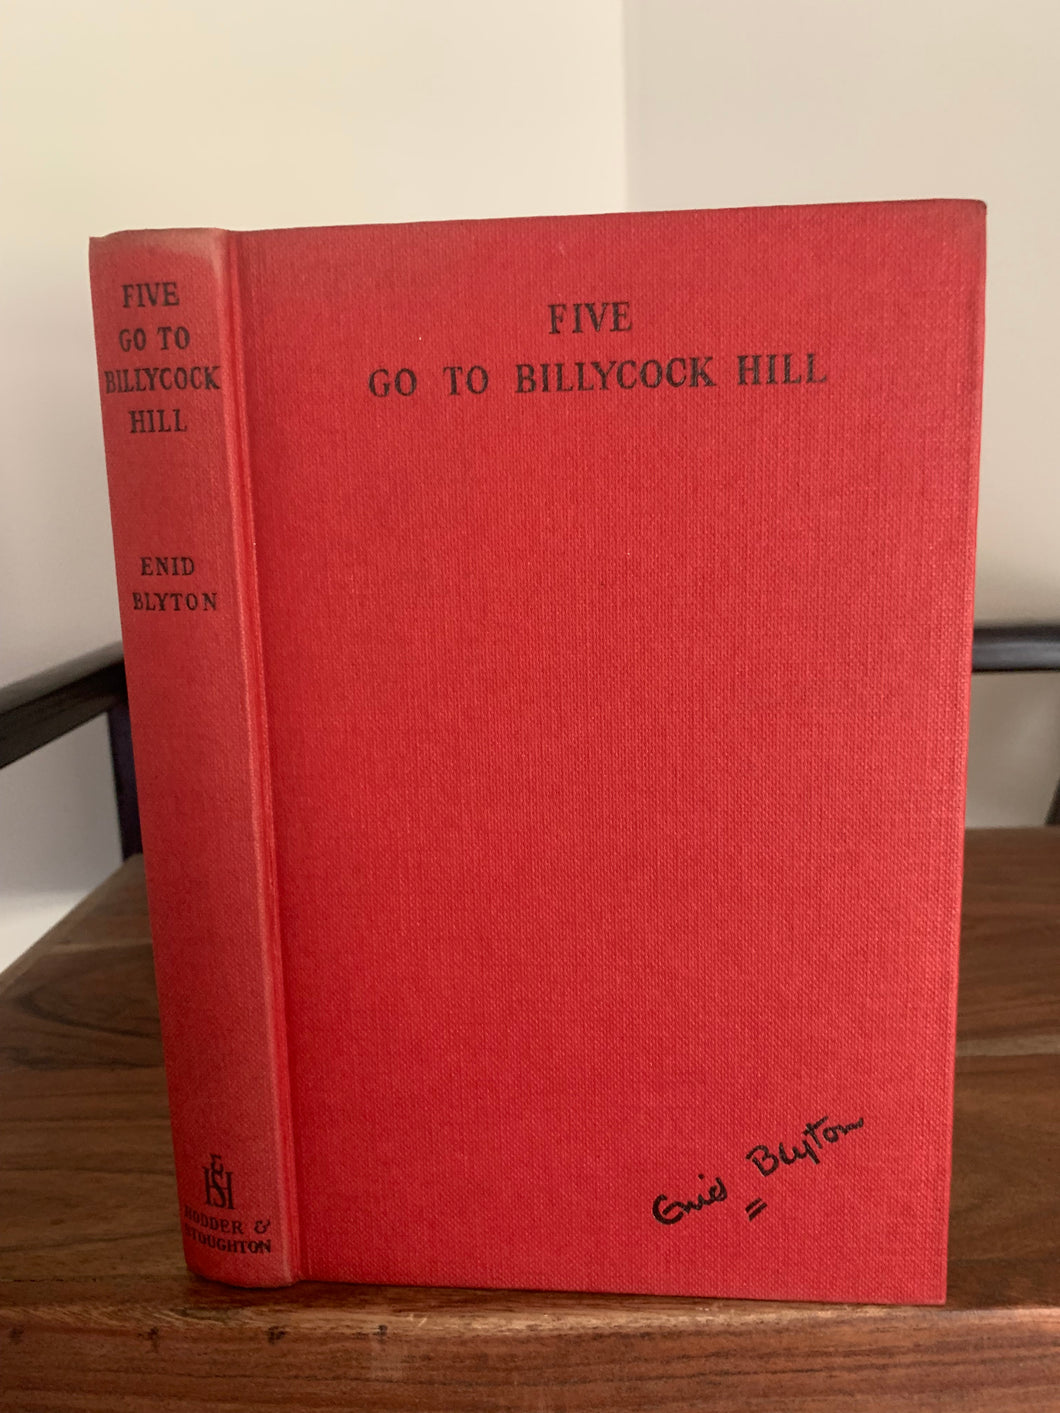 FIVE
GO TO
BILLYCOCK
HILL
ENID
BLYTON
H&S
HODDER &
STOUGHTON
FIVE
GO TO BILLYCOCK HILL
Enid Blyton